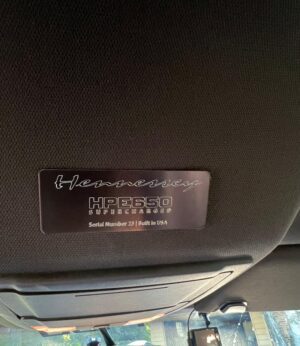 Hennessey
HPE650
SUPERCHARGED
Serial Number 23 | Built in USA